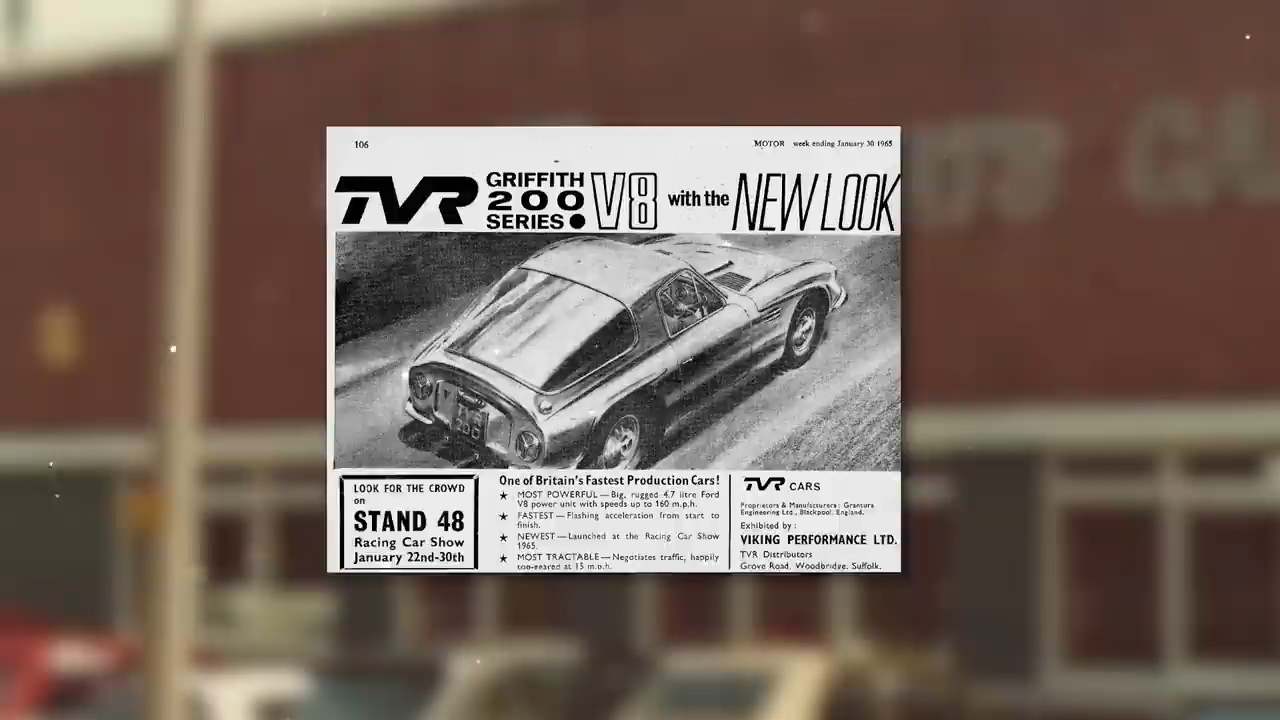 106
MOTOR week ending January 30 1965
TVR GRIFFITH 200 SERIES. V8 with the NEW LOOK
LOOK FOR THE CROWD
on
STAND 48
Racing Car Show
January 22nd-30th
One of Britain's Fastest Production Cars!
★ MOST POWERFUL — Big, rugged 4.7 litre Ford
V8 power unit with speeds up to 160 m.p.h.
★ FASTEST — Flashing acceleration from start to
finish.
★ NEWEST — Launched at the Racing Car Show
1965.
★ MOST TRACTABLE — Negotiates traffic, happily
top-geared at 15 m.p.h.
TVR CARS
Proprietors & Manufacturers: Grantura
Engineering Ltd., Blackpool, England.
Exhibited by:
VIKING PERFORMANCE LTD.
TVR Distributors
Grove Road, Woodbridge, Suffolk.